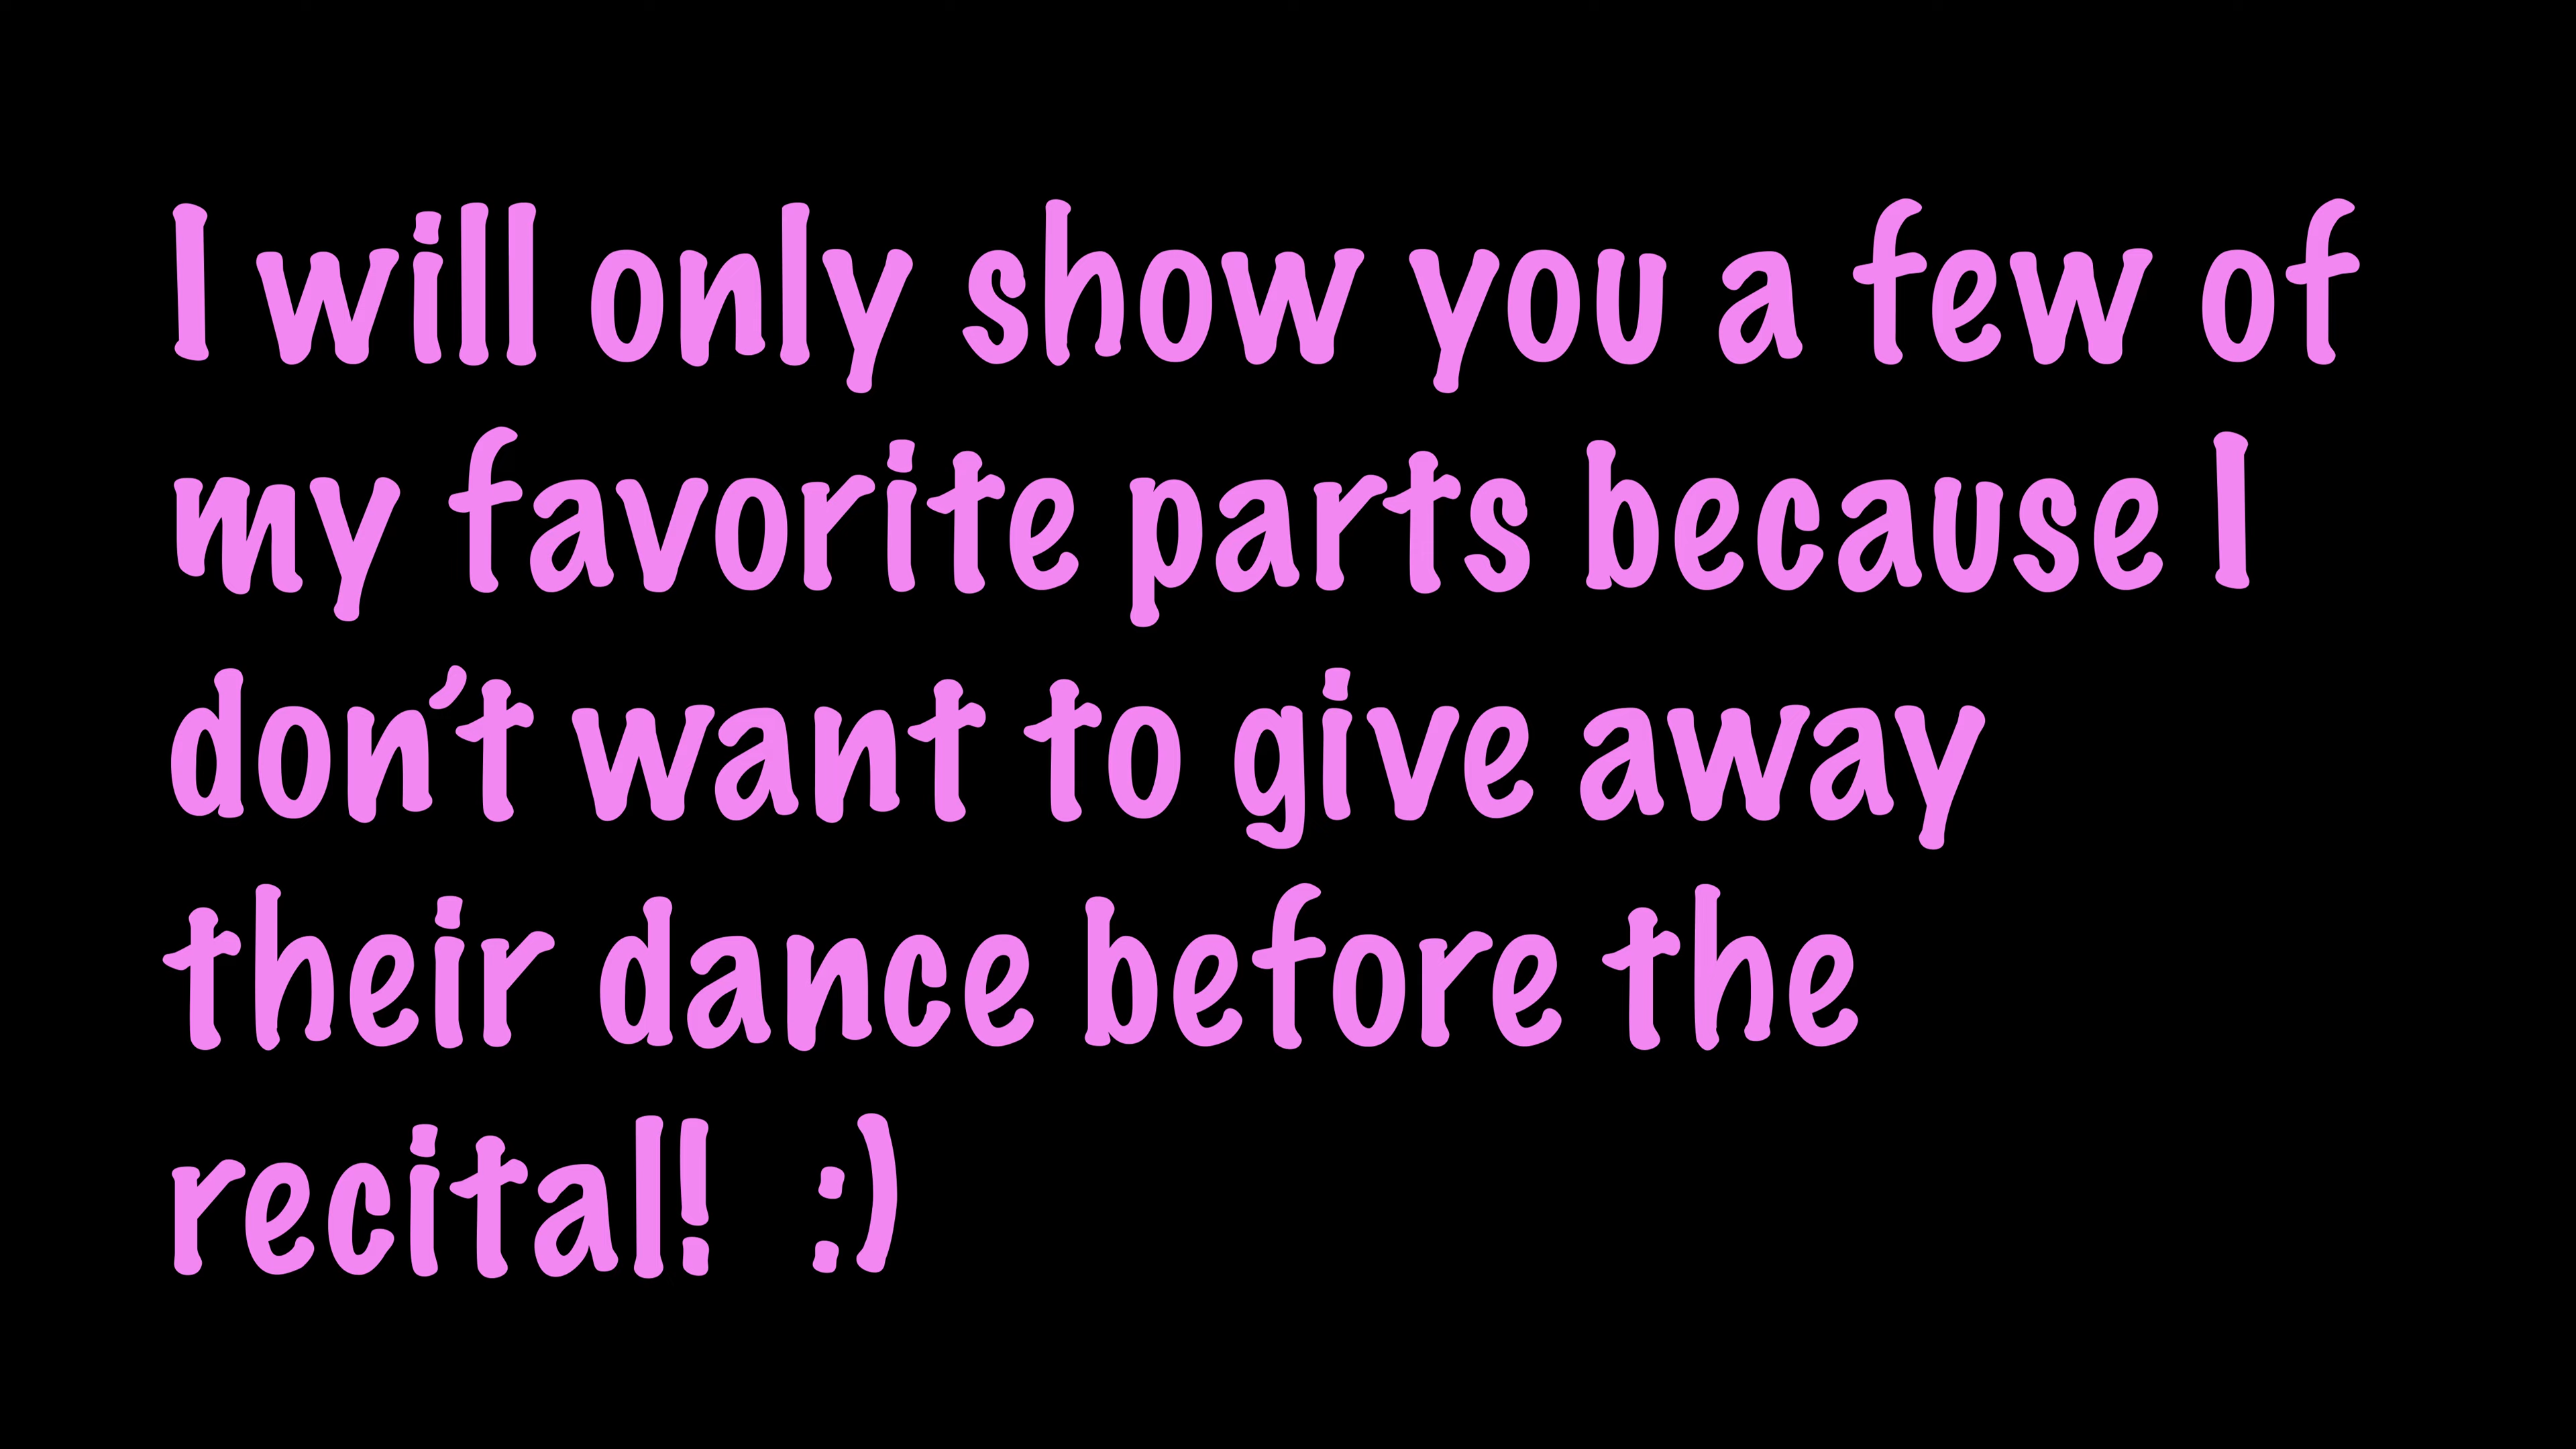 I will only show you a few of
my favorite parts because I
don’t want to give away
their dance before the
recital!  :)